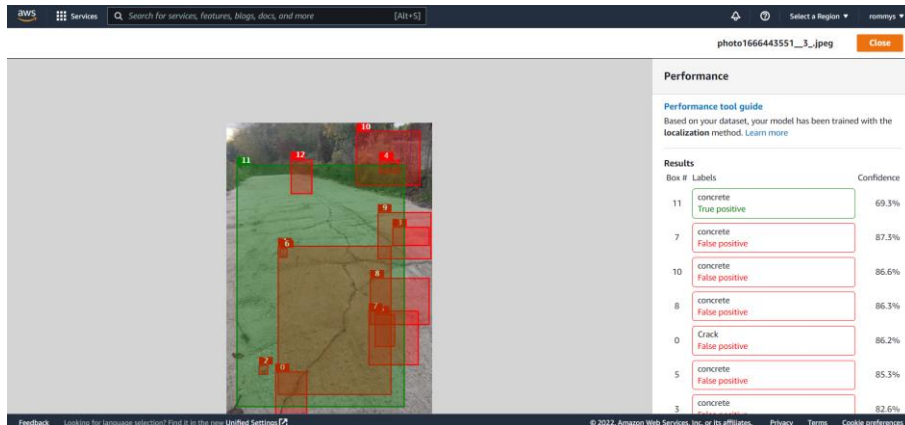 aws
Services
Search for services, features, blogs, docs, and more
[Alt+S]
Select a Region ▼
rommys ▼
photo1666443551__3_.jpeg
Close
Performance
Performance tool guide
Based on your dataset, your model has been trained with the
localization method. Learn more
Results
Box # Labels Confidence
11 concrete 69.3%
True positive
7 concrete 87.3%
False positive
10 concrete 86.6%
False positive
8 concrete 86.3%
False positive
0 Crack 86.2%
False positive
5 concrete 85.3%
False positive
3 concrete 82.6%
10
11
12
4
9
6
8
7
2
0
Feedback Looking for language selection? Find it in the new Unified Settings
© 2022, Amazon Web Services, Inc. or its affiliates. Privacy Terms Cookie preferences